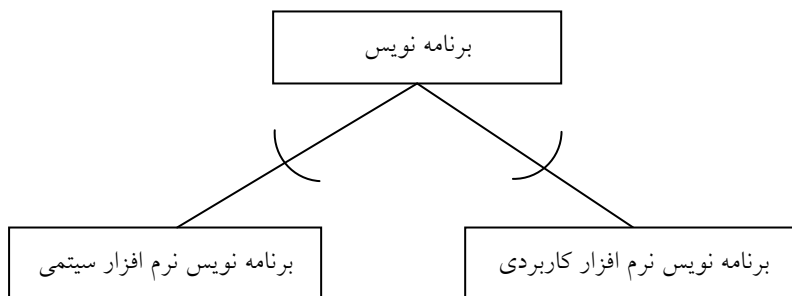 برنامه نویس
برنامه نویس نرم افزار کاربردی
برنامه نویس نرم افزار سیتمی